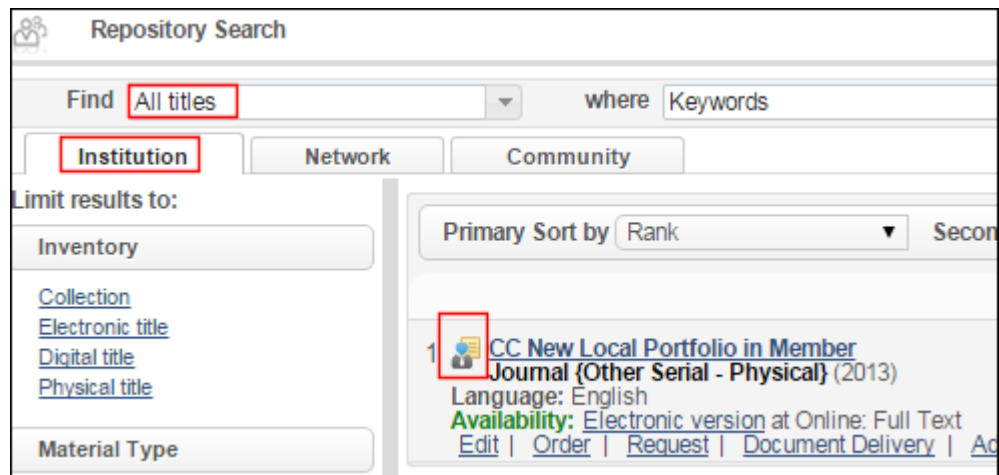 Repository Search
Find All titles where Keywords
Institution Network Community
Limit results to:
Inventory
Collection
Electronic title
Digital title
Physical title
Material Type
Primary Sort by Rank Secon
1 CC New Local Portfolio in Member
Journal {Other Serial - Physical} (2013)
Language: English
Availability: Electronic version at Online: Full Text
Edit | Order | Request | Document Delivery | Ad